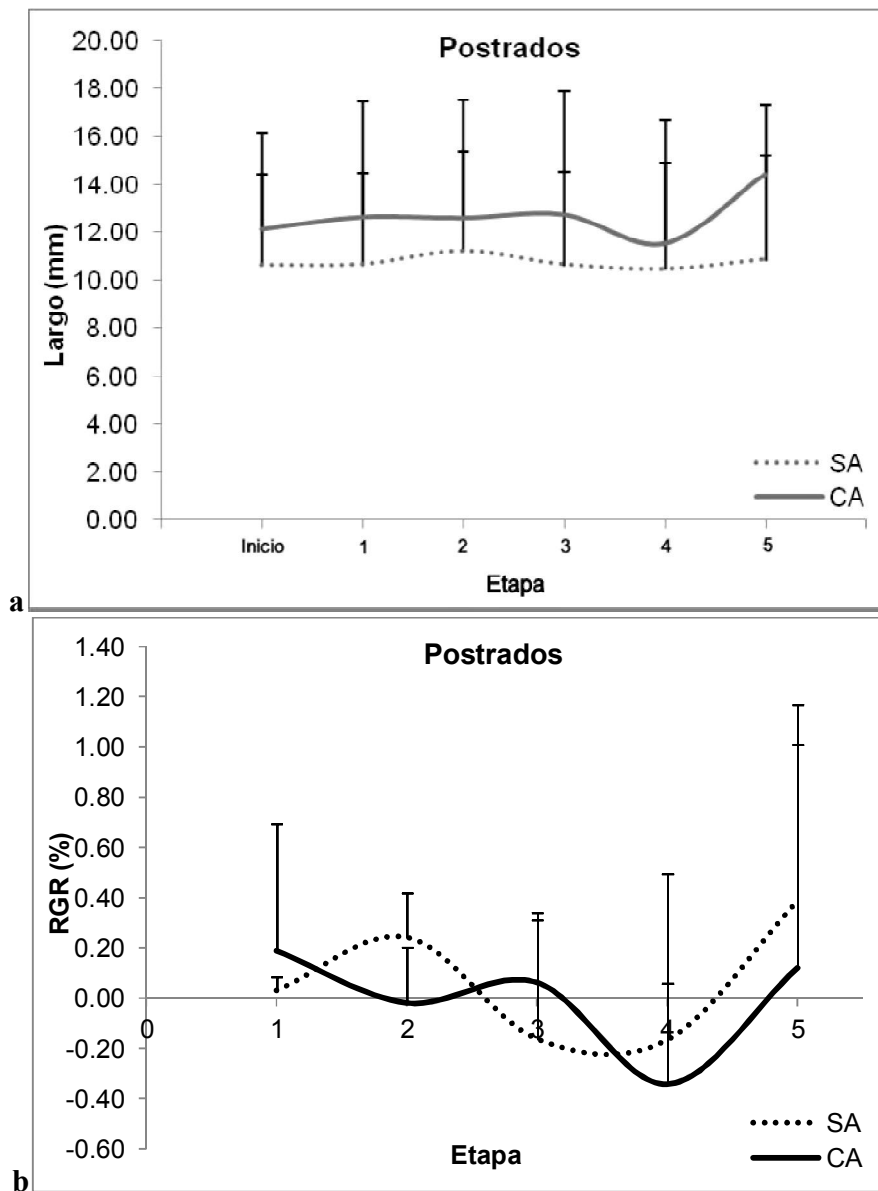 Postrados
20.00
18.00
16.00
14.00
12.00
10.00
8.00
6.00
4.00
2.00
0.00
Largo (mm)
SA
CA
Inicio 1 2 3 4 5
Etapa
a
Postrados
1.40
1.20
1.00
0.80
0.60
0.40
0.20
0.00
-0.20
-0.40
-0.60
RGR (%)
0 1 2 3 4 5
SA
CA
Etapa
b